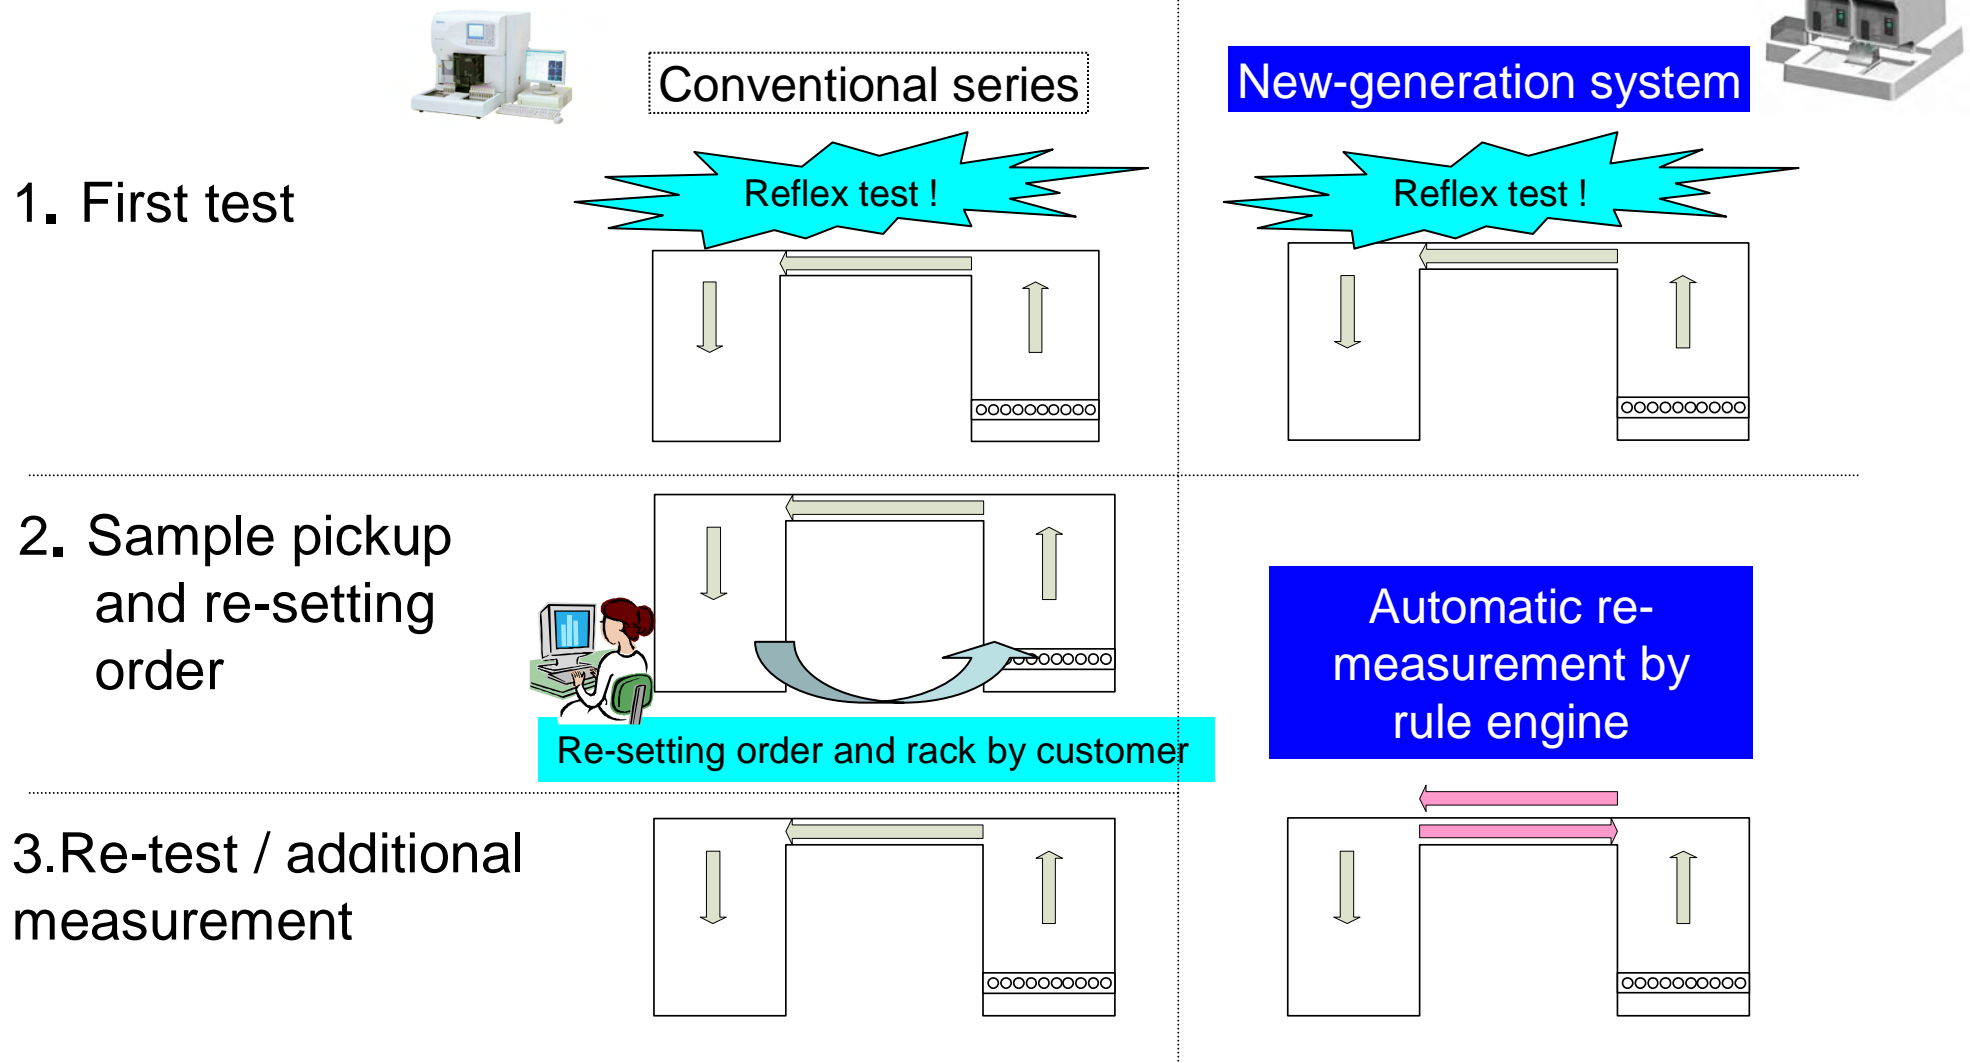 Conventional series
New-generation system
1. First test
Reflex test !
Reflex test !
2. Sample pickup
and re-setting
order
Re-setting order and rack by customer
Automatic re-
measurement by
rule engine
3.Re-test / additional
measurement